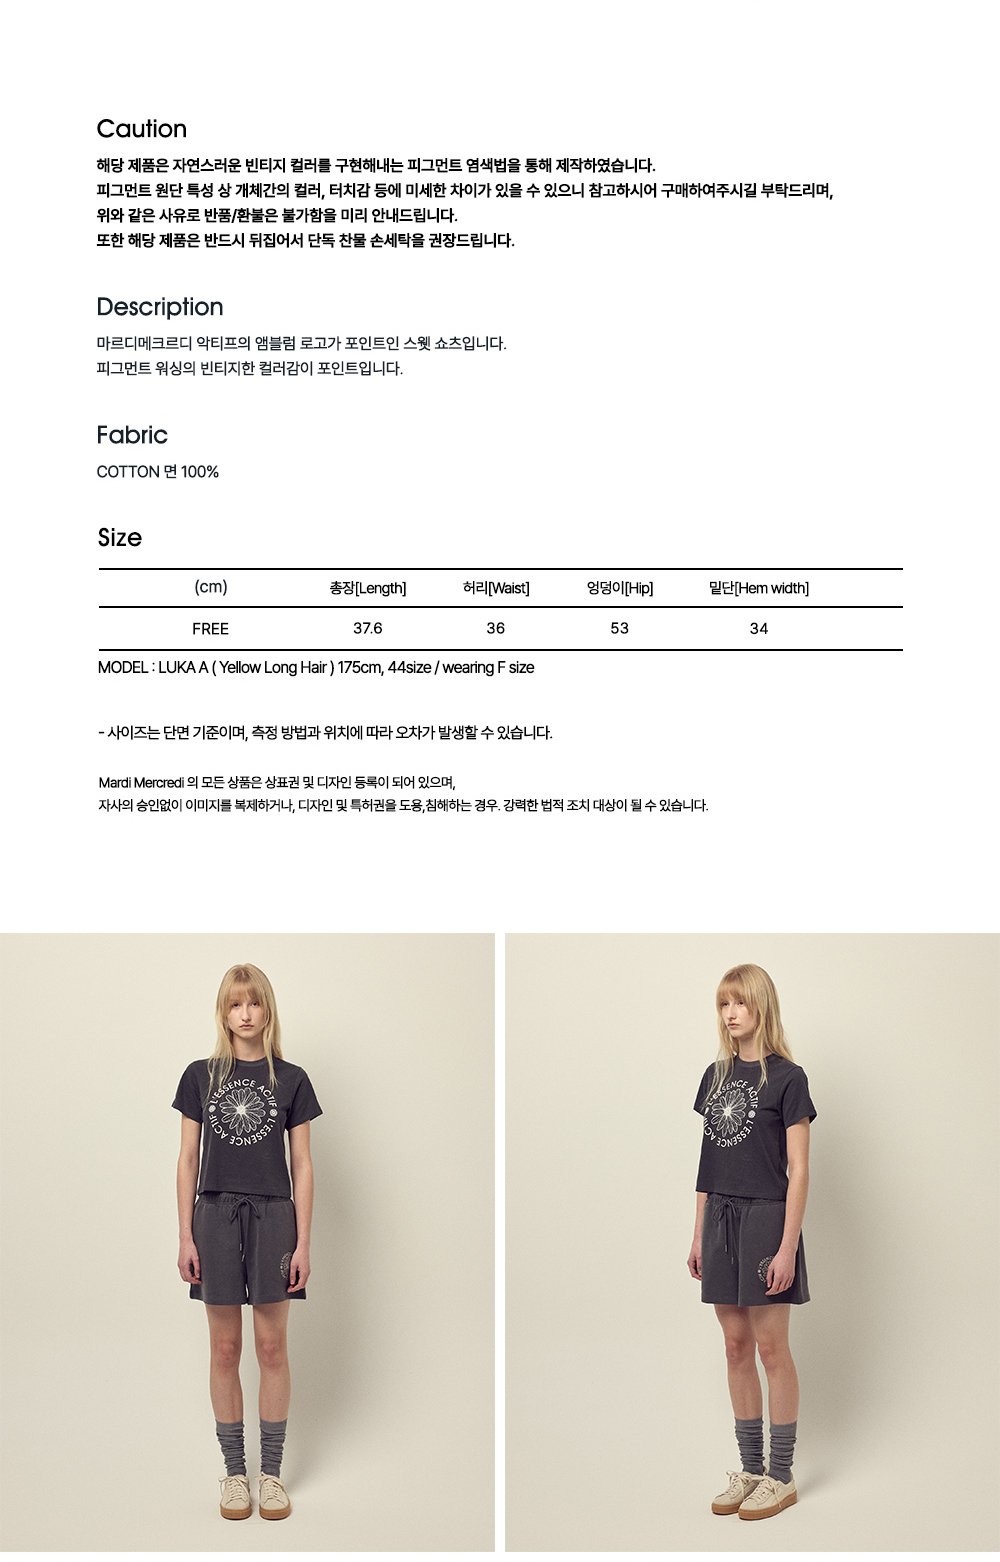 Caution
해당 제품은 자연스러운 빈티지 컬러를 구현해내는 피그먼트 염색법을 통해 제작하였습니다.
피그먼트 원단 특성 상 개체간의 컬러, 터치감 등에 미세한 차이가 있을 수 있으니 참고하시어 구매하여주시길 부탁드리며,
위와 같은 사유로 반품/환불은 불가함을 미리 안내드립니다.
또한 해당 제품은 반드시 뒤집어서 단독 찬물 손세탁을 권장드립니다.
Description
마르디메크르디 악티프의 앰블럼 로고가 포인트인 스웻 쇼츠입니다.
피그먼트 워싱의 빈티지한 컬러감이 포인트입니다.
Fabric
COTTON 면 100%
Size
(cm) 총장[Length] 허리[Waist] 엉덩이[Hip] 밑단[Hem width]
FREE 37.6 36 53 34
MODEL : LUKA A ( Yellow Long Hair ) 175cm, 44size / wearing F size
- 사이즈는 단면 기준이며, 측정 방법과 위치에 따라 오차가 발생할 수 있습니다.
Mardi Mercredi 의 모든 상품은 상표권 및 디자인 등록이 되어 있으며,
자사의 승인없이 이미지를 복제하거나, 디자인 및 특허권을 도용,침해하는 경우. 강력한 법적 조치 대상이 될 수 있습니다.
L'ESSENCE ACTIF
L'ESSENCE ACTIF
L'ESSENCE ACTIF
L'ESSENCE ACTIF